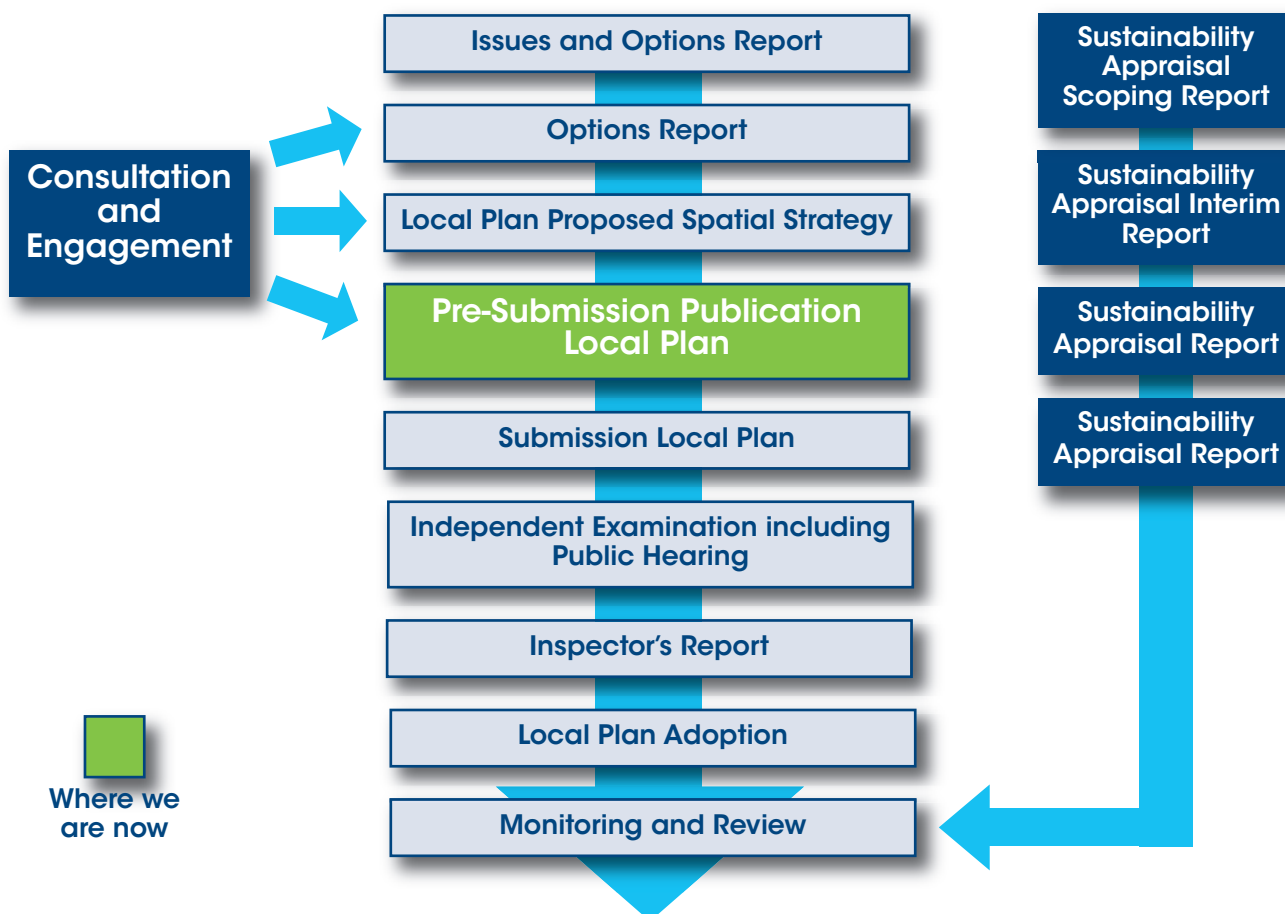 Issues and Options Report
Options Report
Local Plan Proposed Spatial Strategy
Pre-Submission Publication
Local Plan
Submission Local Plan
Independent Examination including
Public Hearing
Inspector’s Report
Local Plan Adoption
Monitoring and Review
Consultation
and
Engagement
Where we
are now
Sustainability
Appraisal
Scoping Report
Sustainability
Appraisal Interim
Report
Sustainability
Appraisal Report
Sustainability
Appraisal Report